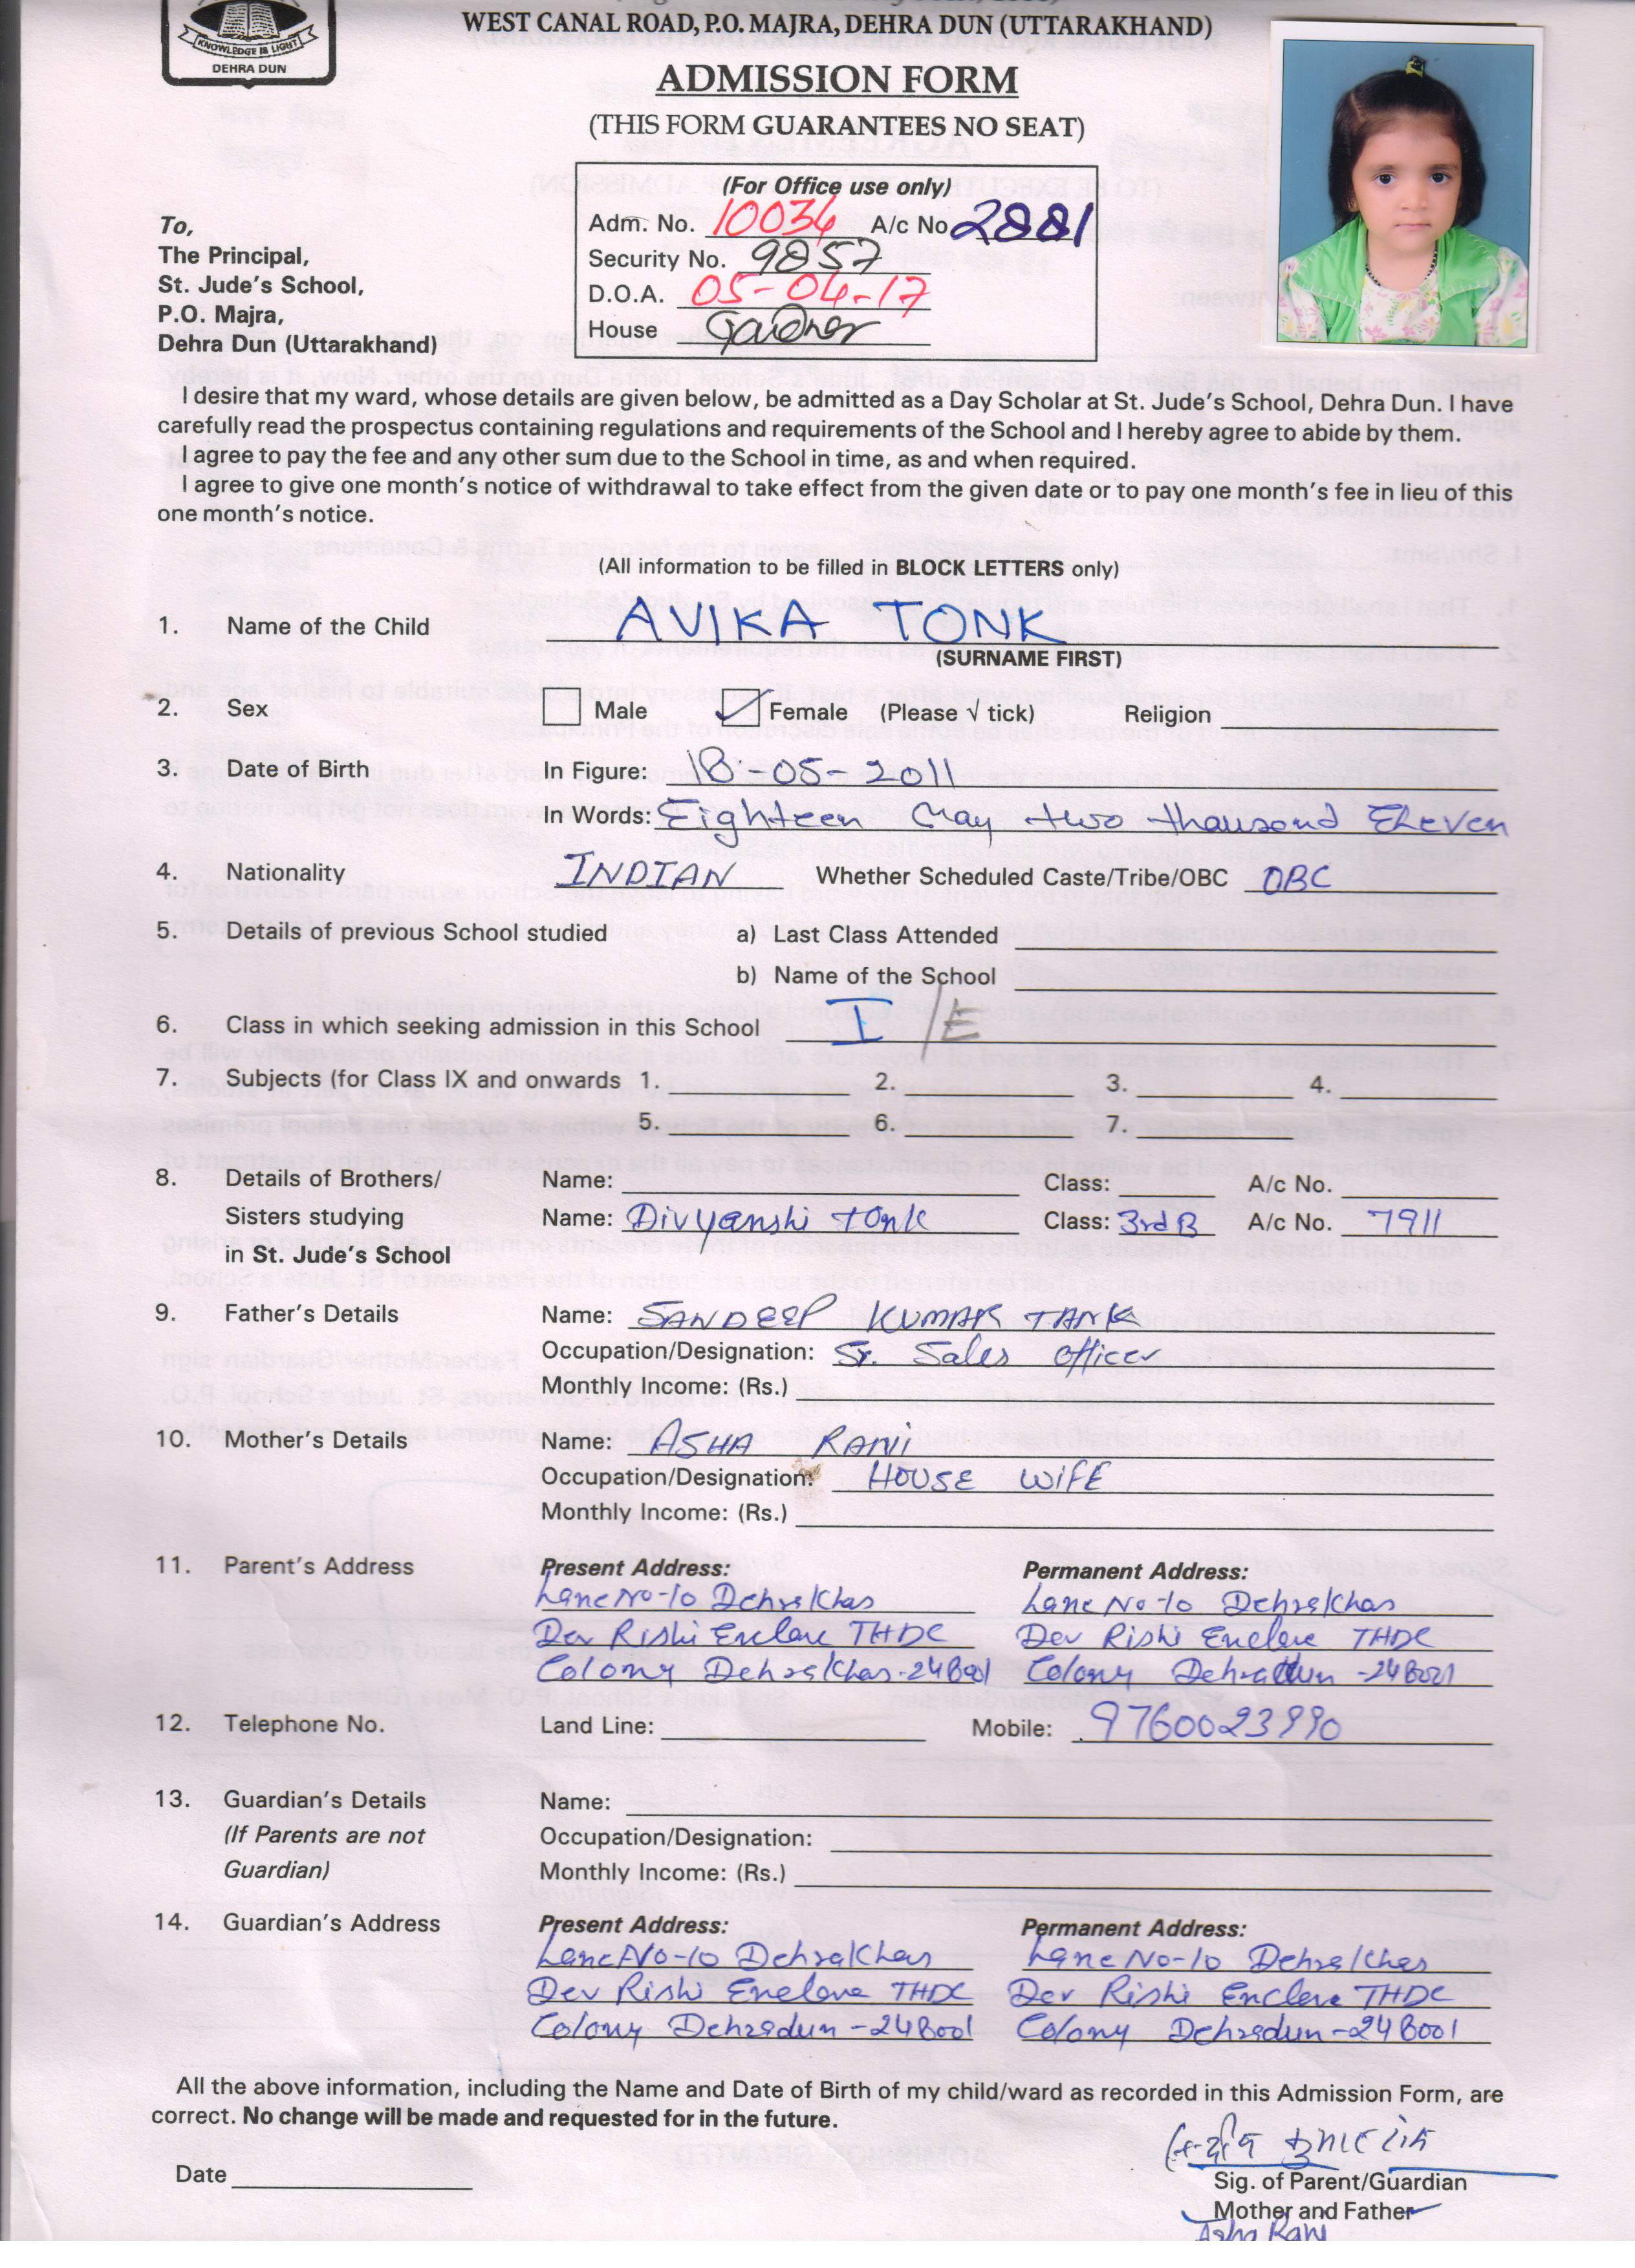 KNOWLEDGE IS LIGHT
DEHRA DUN
WEST CANAL ROAD, P.O. MAJRA, DEHRA DUN (UTTARAKHAND)
ADMISSION FORM
(THIS FORM GUARANTEES NO SEAT)
(For Office use only)
Adm. No. 10034 A/c No 2881
Security No. 9857
D.O.A. 05-04-17
House Gardner
To,
The Principal,
St. Jude's School,
P.O. Majra,
Dehra Dun (Uttarakhand)
I desire that my ward, whose details are given below, be admitted as a Day Scholar at St. Jude's School, Dehra Dun. I have
carefully read the prospectus containing regulations and requirements of the School and I hereby agree to abide by them.
I agree to pay the fee and any other sum due to the School in time, as and when required.
I agree to give one month's notice of withdrawal to take effect from the given date or to pay one month's fee in lieu of this
one month's notice.
(All information to be filled in BLOCK LETTERS only)
1. Name of the Child AVIKA TONK
(SURNAME FIRST)
2. Sex Male Female (Please √ tick) Religion
3. Date of Birth In Figure: 18-05-2011
In Words: Eighteen May two thousand Eleven
4. Nationality INDIAN Whether Scheduled Caste/Tribe/OBC OBC
5. Details of previous School studied a) Last Class Attended
b) Name of the School
6. Class in which seeking admission in this School I /E
7. Subjects (for Class IX and onwards 1. 2. 3. 4.
5. 6. 7.
8. Details of Brothers/ Name: Class: A/c No.
Sisters studying Name: Divyanshi tonk Class: 3rd B A/c No. 7911
in St. Jude's School
9. Father's Details Name: SANDEEP KUMAR TANK
Occupation/Designation: Sr. Sales officer
Monthly Income: (Rs.)
10. Mother's Details Name: ASHA RANI
Occupation/Designation: HOUSE WIFE
Monthly Income: (Rs.)
11. Parent's Address Present Address: Permanent Address:
Lane No-10 Dehrakhas Lane No-10 Dehrakhas
Dev Rishi Enclave THDC Dev Rishi Enclave THDC
Colony Dehrakhas-248001 Colony Dehradun -248001
12. Telephone No. Land Line: Mobile: 9760023990
13. Guardian's Details Name:
(If Parents are not Occupation/Designation:
Guardian) Monthly Income: (Rs.)
14. Guardian's Address Present Address: Permanent Address:
Lane No-10 Dehrakhas Lane No-10 Dehrakhas
Dev Rishi Enclave THDC Dev Rishi Enclave THDC
Colony Dehradun-248001 Colony Dehradun-248001
All the above information, including the Name and Date of Birth of my child/ward as recorded in this Admission Form, are
correct. No change will be made and requested for in the future.
Date
Sig. of Parent/Guardian
Mother and Father
Asha Rani